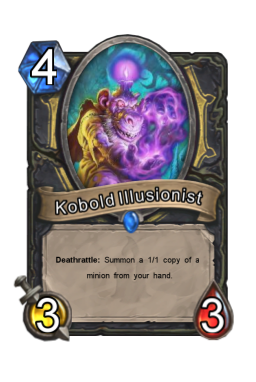 4
Kobold Illusionist
Deathrattle: Summon a 1/1 copy of a
minion from your hand.
3 3